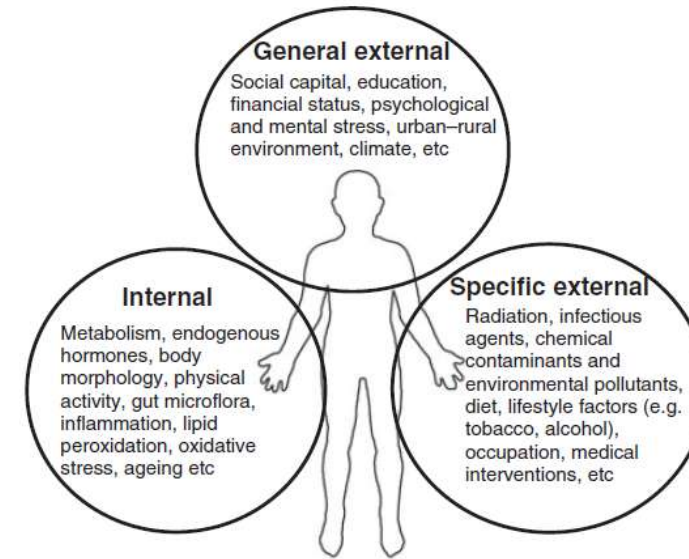 General external
Social capital, education,
financial status, psychological
and mental stress, urban–rural
environment, climate, etc
Internal
Metabolism, endogenous
hormones, body
morphology, physical
activity, gut microflora,
inflammation, lipid
peroxidation, oxidative
stress, ageing etc
Specific external
Radiation, infectious
agents, chemical
contaminants and
environmental pollutants,
diet, lifestyle factors (e.g.
tobacco, alcohol),
occupation, medical
interventions, etc